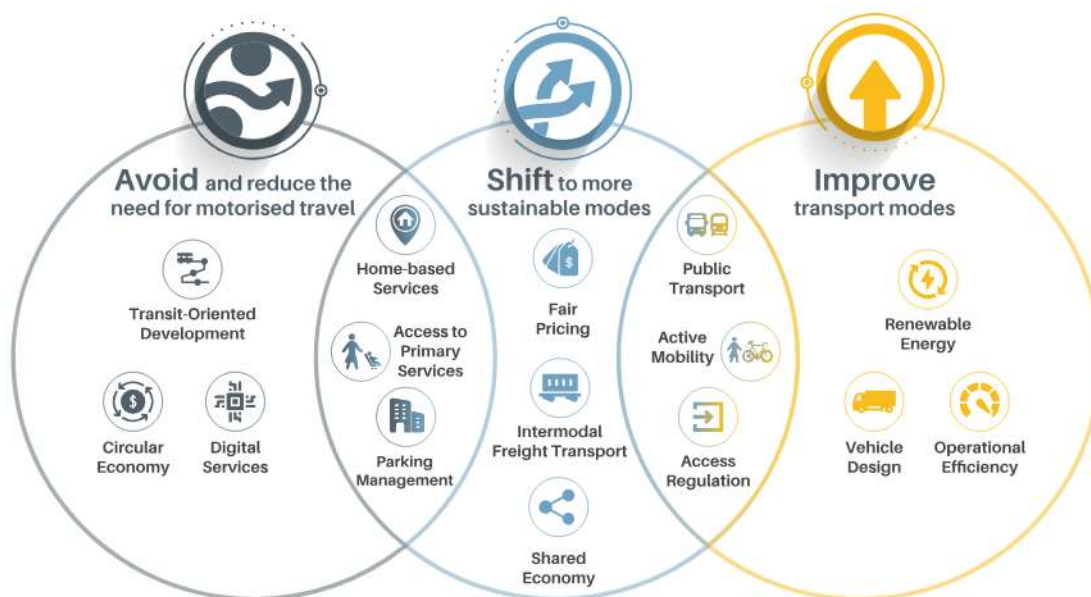 Avoid and reduce the
need for motorised travel
Transit-Oriented
Development
Circular
Economy
Digital
Services
Home-based
Services
Access to
Primary
Services
Parking
Management
Shift to more
sustainable modes
$
Fair
Pricing
Intermodal
Freight Transport
Shared
Economy
Public
Transport
Active
Mobility
Access
Regulation
Improve
transport modes
Renewable
Energy
Vehicle
Design
Operational
Efficiency